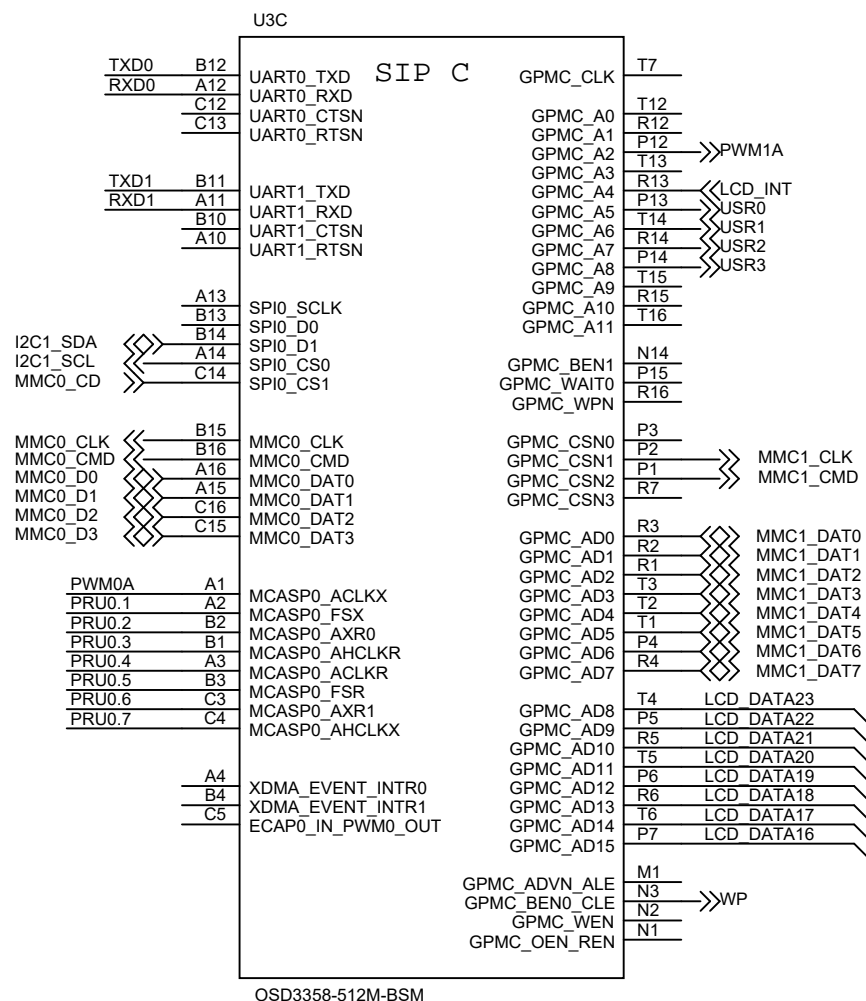 U3C
SIP C
TXD0 B12 UART0_TXD GPMC_CLK T7
RXD0 A12 UART0_RXD
C12 UART0_CTSN GPMC_A0 T12
C13 UART0_RTSN GPMC_A1 R12
GPMC_A2 P12 PWM1A
GPMC_A3 T13
TXD1 B11 UART1_TXD GPMC_A4 R13 LCD_INT
RXD1 A11 UART1_RXD GPMC_A5 P13 USR0
B10 UART1_CTSN GPMC_A6 T14 USR1
A10 UART1_RTSN GPMC_A7 R14 USR2
GPMC_A8 P14 USR3
GPMC_A9 T15
A13 SPI0_SCLK GPMC_A10 R15
B13 SPI0_D0 GPMC_A11 T16
I2C1_SDA B14 SPI0_D1
I2C1_SCL A14 SPI0_CS0 GPMC_BEN1 N14
MMC0_CD C14 SPI0_CS1 GPMC_WAIT0 P15
GPMC_WPN R16
MMC0_CLK B15 MMC0_CLK GPMC_CSN0 P3
MMC0_CMD B16 MMC0_CMD GPMC_CSN1 P2 MMC1_CLK
MMC0_D0 A16 MMC0_DAT0 GPMC_CSN2 P1 MMC1_CMD
MMC0_D1 A15 MMC0_DAT1 GPMC_CSN3 R7
MMC0_D2 C16 MMC0_DAT2
MMC0_D3 C15 MMC0_DAT3 GPMC_AD0 R3 MMC1_DAT0
GPMC_AD1 R2 MMC1_DAT1
GPMC_AD2 R1 MMC1_DAT2
PWM0A A1 MCASP0_ACLKX GPMC_AD3 T3 MMC1_DAT3
PRU0.1 A2 MCASP0_FSX GPMC_AD4 T2 MMC1_DAT4
PRU0.2 B2 MCASP0_AXR0 GPMC_AD5 T1 MMC1_DAT5
PRU0.3 B1 MCASP0_AHCLKR GPMC_AD6 P4 MMC1_DAT6
PRU0.4 A3 MCASP0_ACLKR GPMC_AD7 R4 MMC1_DAT7
PRU0.5 B3 MCASP0_FSR
PRU0.6 C3 MCASP0_AXR1 GPMC_AD8 T4 LCD_DATA23
PRU0.7 C4 MCASP0_AHCLKX GPMC_AD9 P5 LCD_DATA22
GPMC_AD10 R5 LCD_DATA21
GPMC_AD11 T5 LCD_DATA20
A4 XDMA_EVENT_INTR0 GPMC_AD12 P6 LCD_DATA19
B4 XDMA_EVENT_INTR1 GPMC_AD13 R6 LCD_DATA18
C5 ECAP0_IN_PWM0_OUT GPMC_AD14 T6 LCD_DATA17
GPMC_AD15 P7 LCD_DATA16
GPMC_ADVN_ALE M1
GPMC_BEN0_CLE N3 WP
GPMC_WEN N2
GPMC_OEN_REN N1
OSD3358-512M-BSM